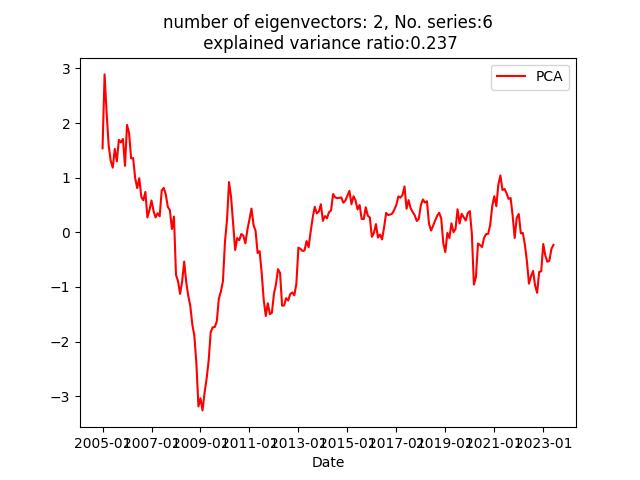 number of eigenvectors: 2, No. series:6
explained variance ratio:0.237
PCA
3
2
1
0
−1
−2
−3
2005-01 2007-01 2009-01 2011-01 2013-01 2015-01 2017-01 2019-01 2021-01 2023-01
Date